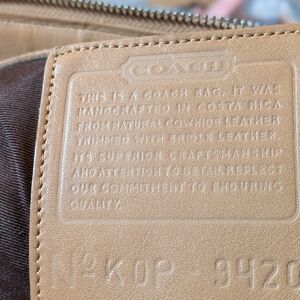 COACH
THIS IS A COACH BAG. IT WAS
HANDCRAFTED IN COSTA RICA
FROM NATURAL COWHIDE LEATHER
TRIMMED WITH BRIDLE LEATHER.
ITS SUPERIOR CRAFTSMANSHIP
AND ATTENTION TO DETAIL REFLECT
OUR COMMITMENT TO ENDURING
QUALITY.
Nº KOP - 9420